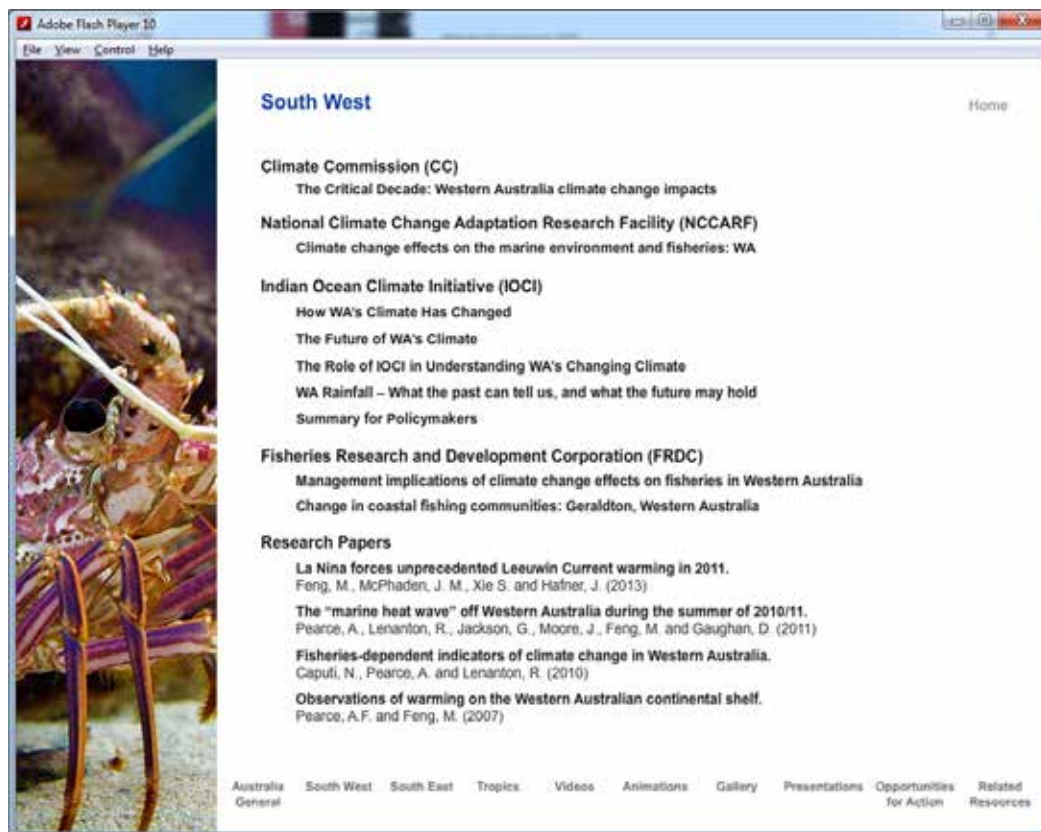 Adobe Flash Player 10
File View Control Help
South West
Home
Climate Commission (CC)
The Critical Decade: Western Australia climate change impacts
National Climate Change Adaptation Research Facility (NCCARF)
Climate change effects on the marine environment and fisheries: WA
Indian Ocean Climate Initiative (IOCI)
How WA's Climate Has Changed
The Future of WA's Climate
The Role of IOCI in Understanding WA's Changing Climate
WA Rainfall – What the past can tell us, and what the future may hold
Summary for Policymakers
Fisheries Research and Development Corporation (FRDC)
Management implications of climate change effects on fisheries in Western Australia
Change in coastal fishing communities: Geraldton, Western Australia
Research Papers
La Nina forces unprecedented Leeuwin Current warming in 2011.
Feng, M., McPhaden, J. M., Xie S. and Hafner, J. (2013)
The “marine heat wave” off Western Australia during the summer of 2010/11.
Pearce, A., Lenanton, R., Jackson, G., Moore, J., Feng, M. and Gaughan, D. (2011)
Fisheries-dependent indicators of climate change in Western Australia.
Caputi, N., Pearce, A. and Lenanton, R. (2010)
Observations of warming on the Western Australian continental shelf.
Pearce, A.F. and Feng, M. (2007)
Australia General
South West
South East
Tropics
Videos
Animations
Gallery
Presentations
Opportunities for Action
Related Resources